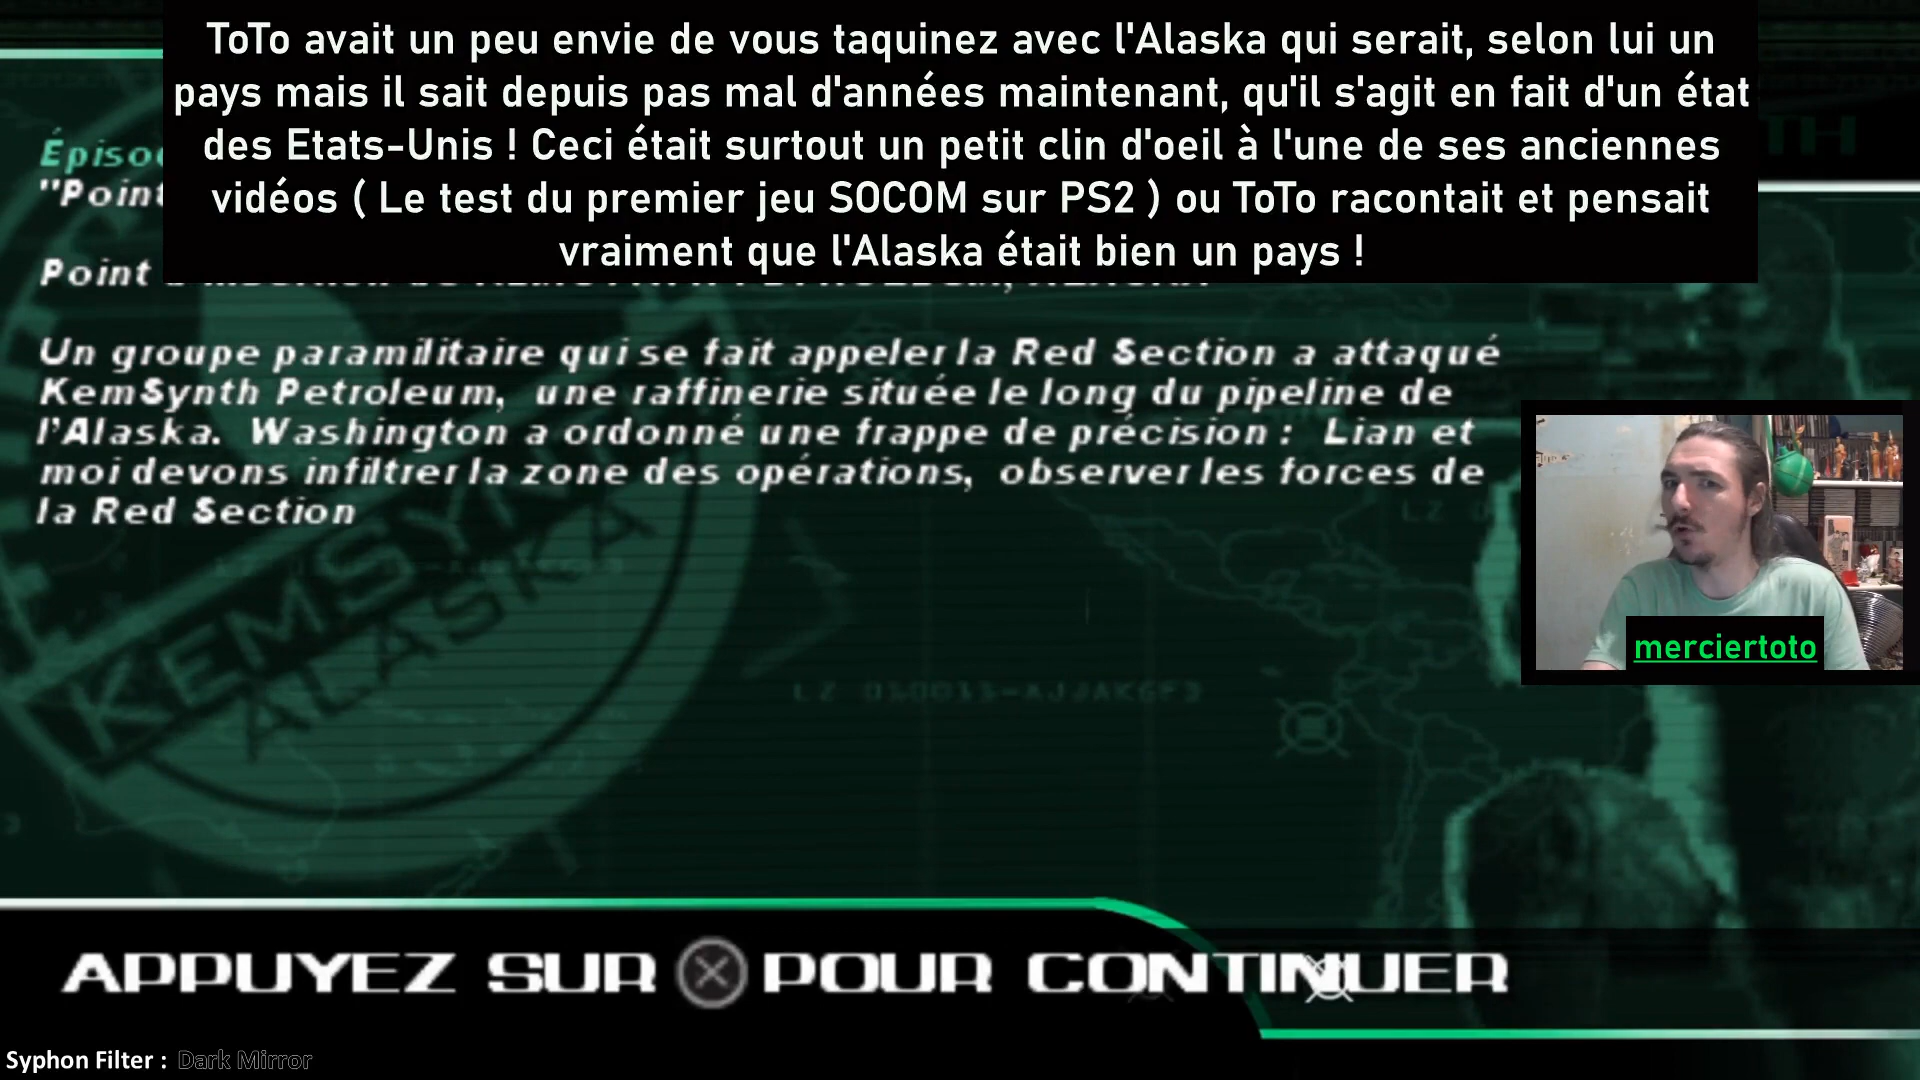 ToTo avait un peu envie de vous taquinez avec l'Alaska qui serait, selon lui un
pays mais il sait depuis pas mal d'années maintenant, qu'il s'agit en fait d'un état
des Etats-Unis ! Ceci était surtout un petit clin d'oeil à l'une de ses anciennes
vidéos ( Le test du premier jeu SOCOM sur PS2 ) ou ToTo racontait et pensait
vraiment que l'Alaska était bien un pays !
Point
Un groupe paramilitaire qui se fait appeler la Red Section a attaqué
KemSynth Petroleum, une raffinerie située le long du pipeline de
l'Alaska. Washington a ordonné une frappe de précision : Lian et
moi devons infiltrer la zone des opérations, observer les forces de
la Red Section
KEMSYNTH
ALASKA
merciertoto
APPUYEZ SUR POUR CONTINUER
Syphon Filter : Dark Mirror